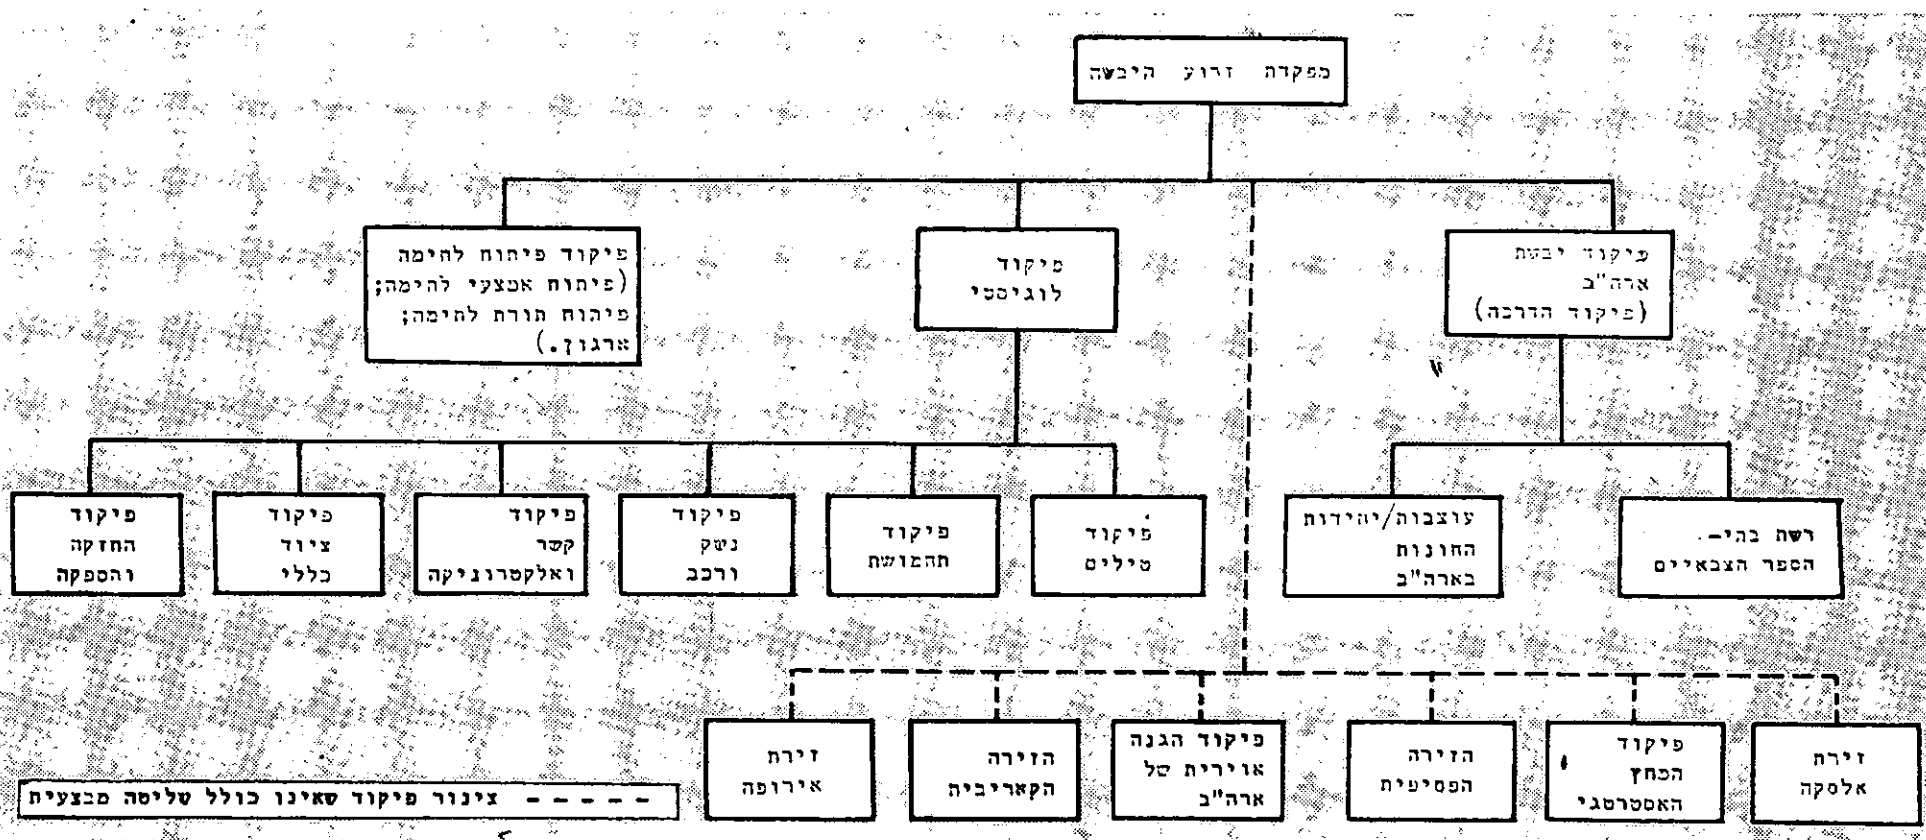 מפקדת זרוע היבשה
פיקוד יבשת
ארה"ב
(פיקוד הדרכה)
פיקוד
לוגיסטי
פיקוד פיתוח לחימה
(פיתוח אמצעי לחימה;
פיתוח תורת לחימה;
ארגון.)
רשת בתי-
הספר הצבאיים
עוצבות/יחידות
החונות
בארה"ב
פיקוד
טילים
פיקוד
תחמושת
פיקוד
נשק
ורכב
פיקוד
קשר
ואלקטרוניקה
פיקוד
ציוד
כללי
פיקוד
החזקה
והספקה
זירת
אלסקה
פיקוד
המחץ
האסטרטגי
הזירה
הפסיפית
פיקוד הגנה
אוירית של
ארה"ב
הזירה
הקאריבית
זירת
אירופה
- - - - - צינור פיקוד שאינו כולל שליטה מבצעית